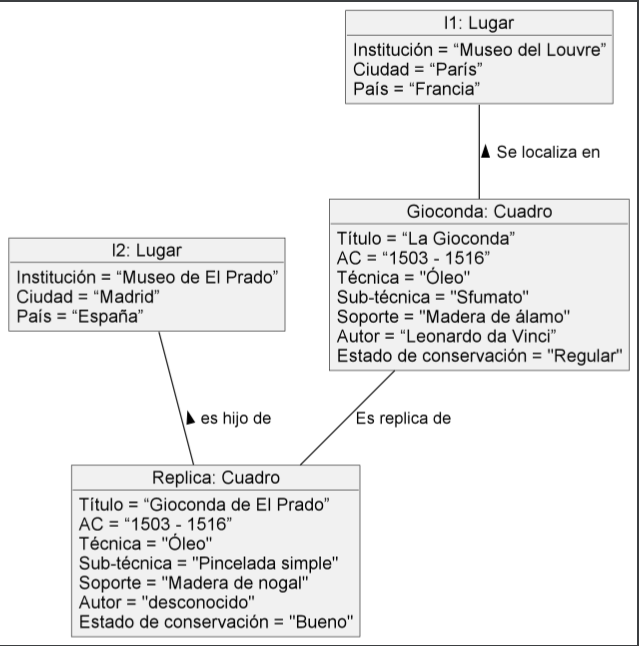 l1: Lugar
Institución = “Museo del Louvre”
Ciudad = “París”
País = “Francia”
Se localiza en
Gioconda: Cuadro
Título = “La Gioconda”
AC = “1503 - 1516”
Técnica = "Óleo"
Sub-técnica = "Sfumato"
Soporte = "Madera de álamo"
Autor = “Leonardo da Vinci”
Estado de conservación = "Regular"
l2: Lugar
Institución = “Museo de El Prado”
Ciudad = “Madrid”
País = “España”
es hijo de
Es replica de
Replica: Cuadro
Título = “Gioconda de El Prado”
AC = “1503 - 1516”
Técnica = "Óleo"
Sub-técnica = "Pincelada simple"
Soporte = "Madera de nogal"
Autor = "desconocido"
Estado de conservación = "Bueno"